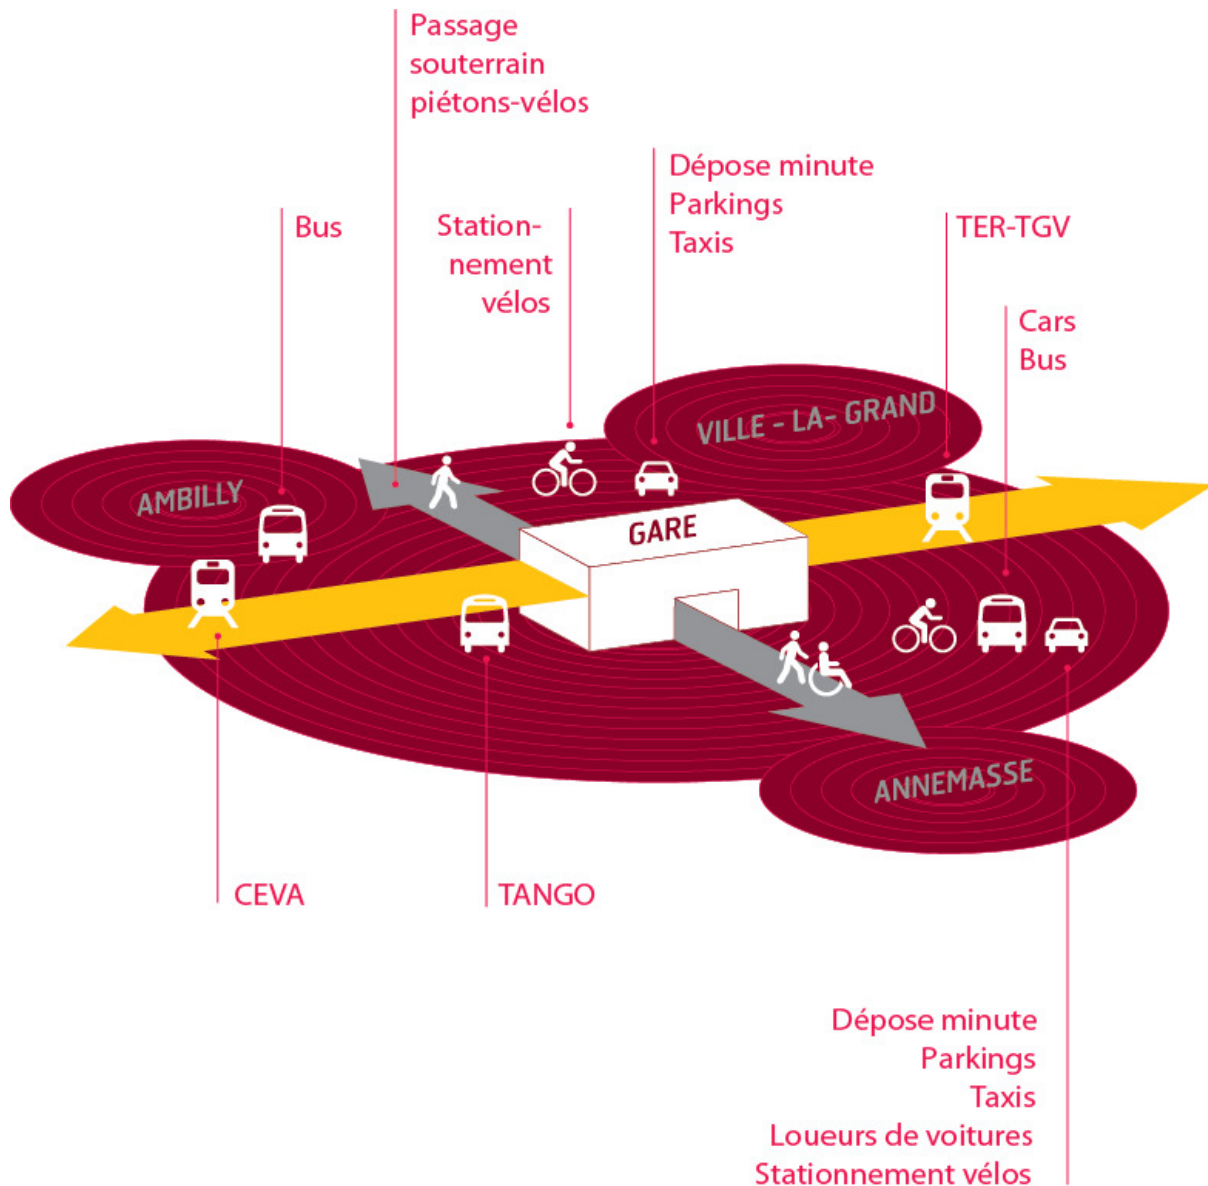 Passage
souterrain
piétons-vélos
Dépose minute
Parkings
Taxis
Bus
Station-
nement
vélos
TER-TGV
Cars
Bus
VILLE - LA- GRAND
AMBILLY
GARE
ANNEMASSE
CEVA
TANGO
Dépose minute
Parkings
Taxis
Loueurs de voitures
Stationnement vélos